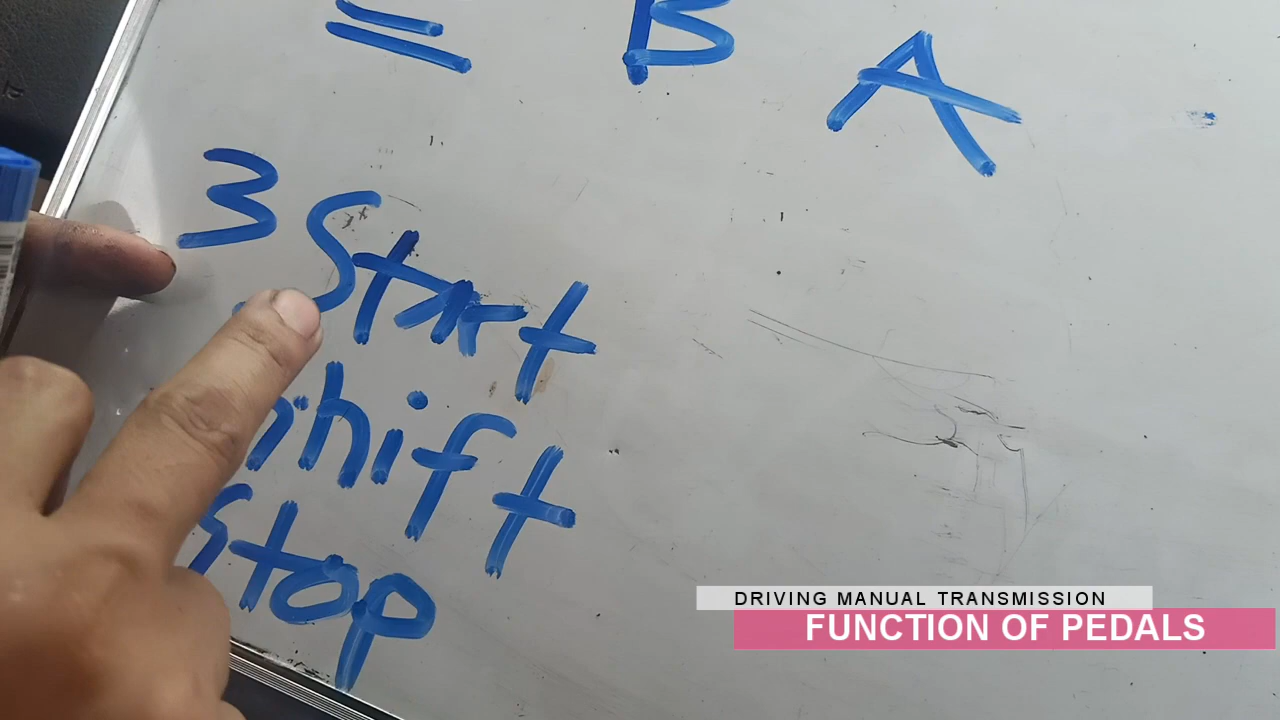 = B A
3 Start
Shift
Stop
DRIVING MANUAL TRANSMISSION
FUNCTION OF PEDALS